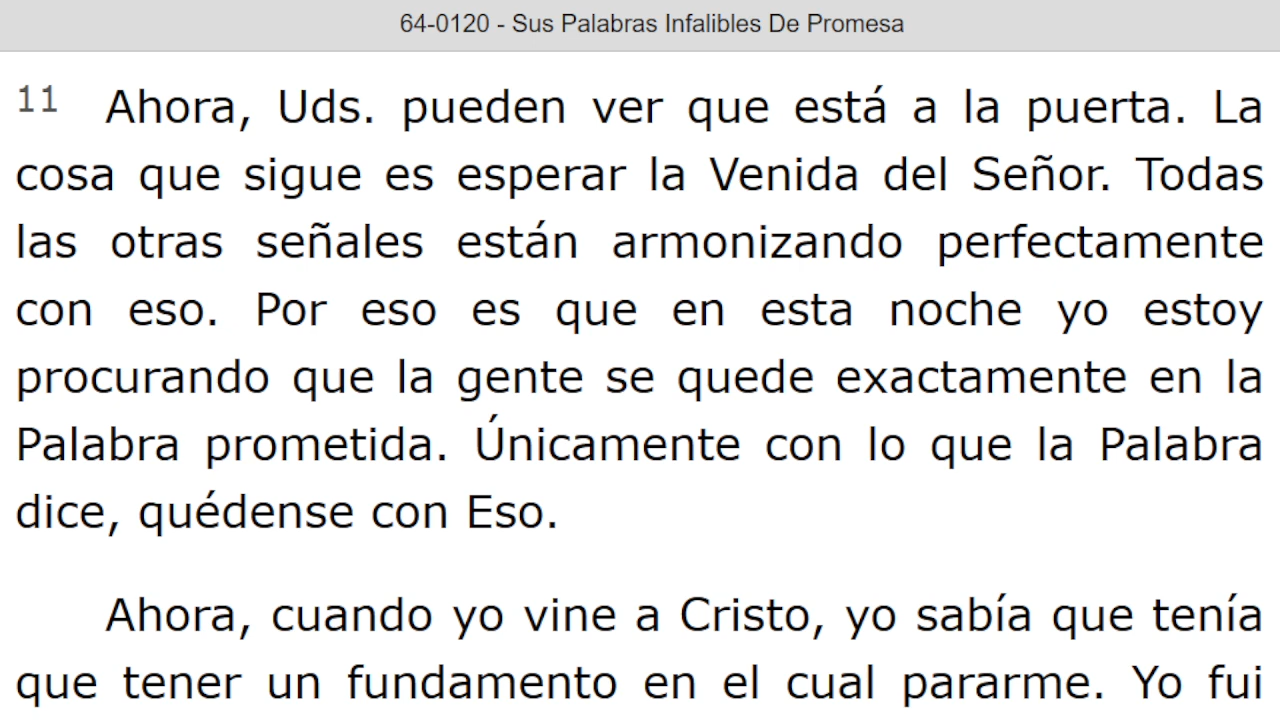 64-0120 - Sus Palabras Infalibles De Promesa
11 Ahora, Uds. pueden ver que está a la puerta. La
cosa que sigue es esperar la Venida del Señor. Todas
las otras señales están armonizando perfectamente
con eso. Por eso es que en esta noche yo estoy
procurando que la gente se quede exactamente en la
Palabra prometida. Únicamente con lo que la Palabra
dice, quédense con Eso.
Ahora, cuando yo vine a Cristo, yo sabía que tenía
que tener un fundamento en el cual pararme. Yo fui